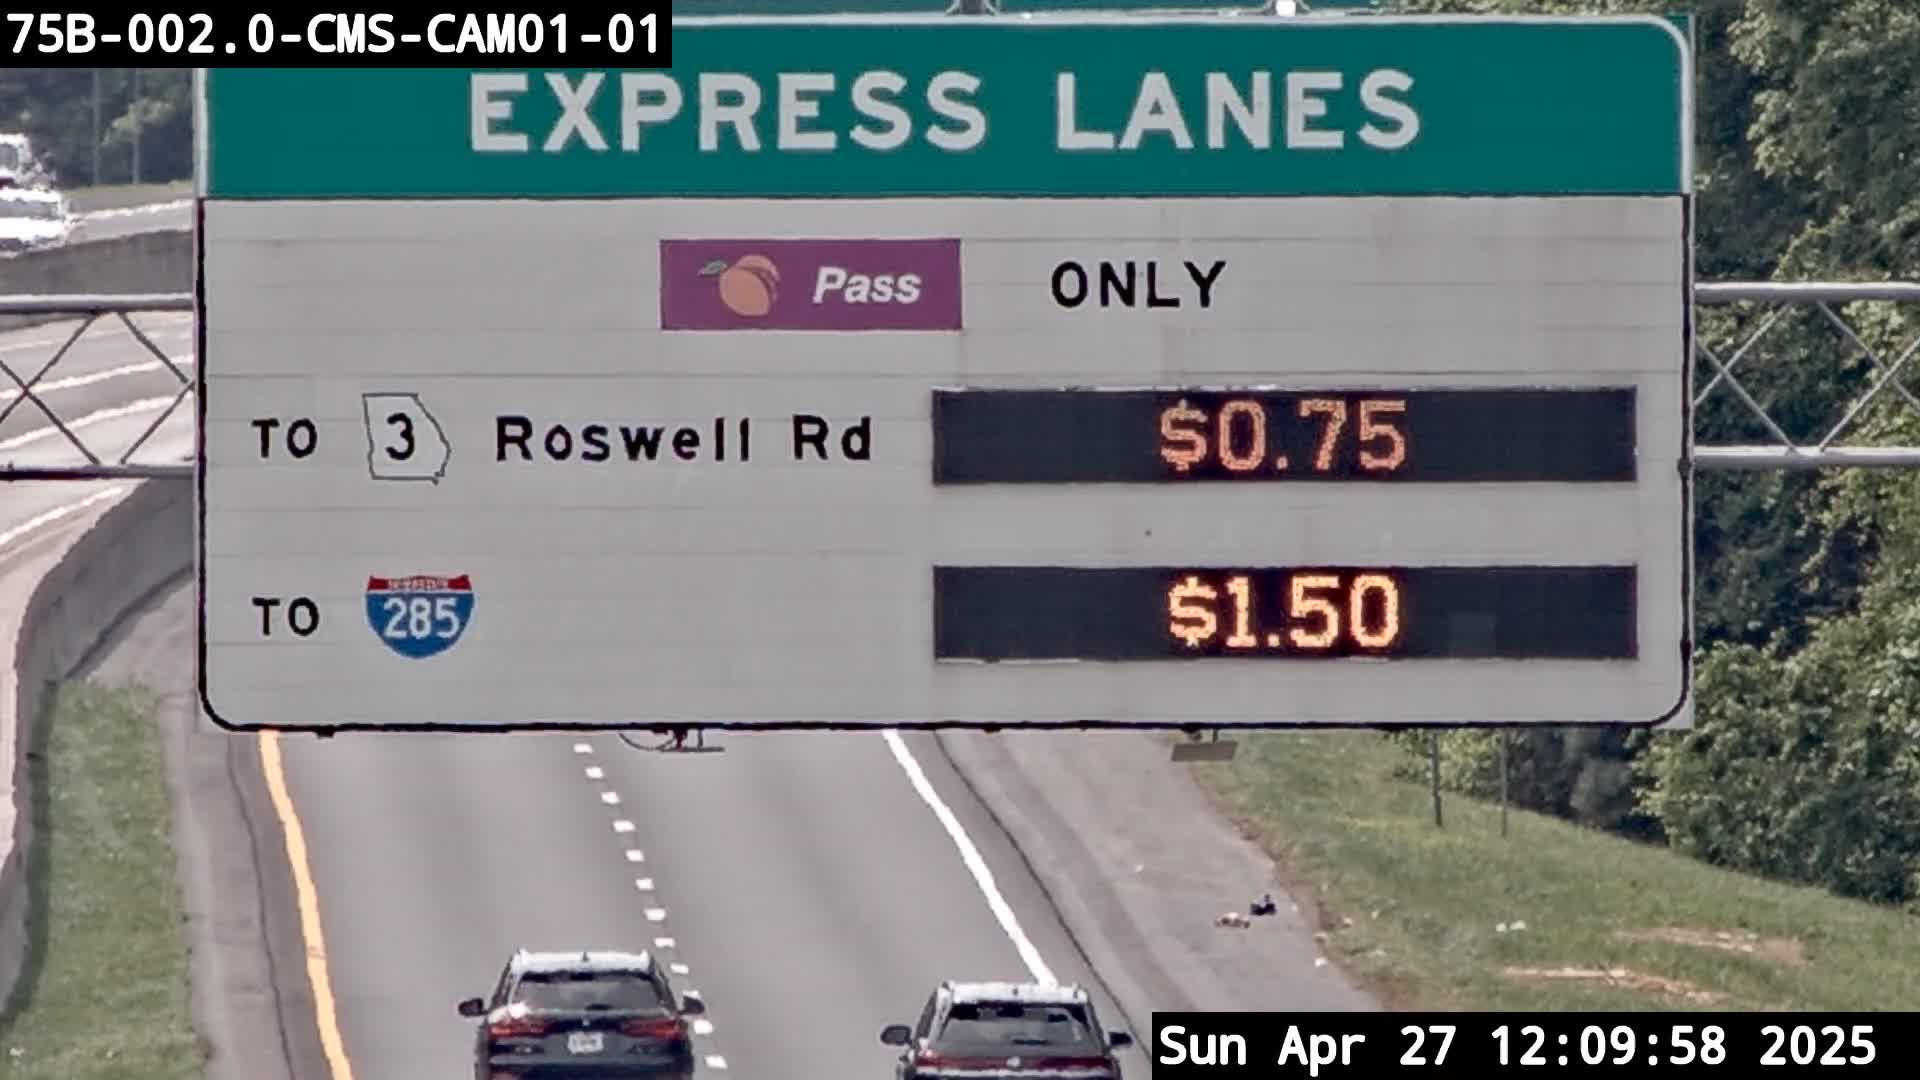 75B-002.0-CMS-CAM01-01
EXPRESS LANES
Pass ONLY
TO 3 Roswell Rd $0.75
TO 285 $1.50
Sun Apr 27 12:09:58 2025